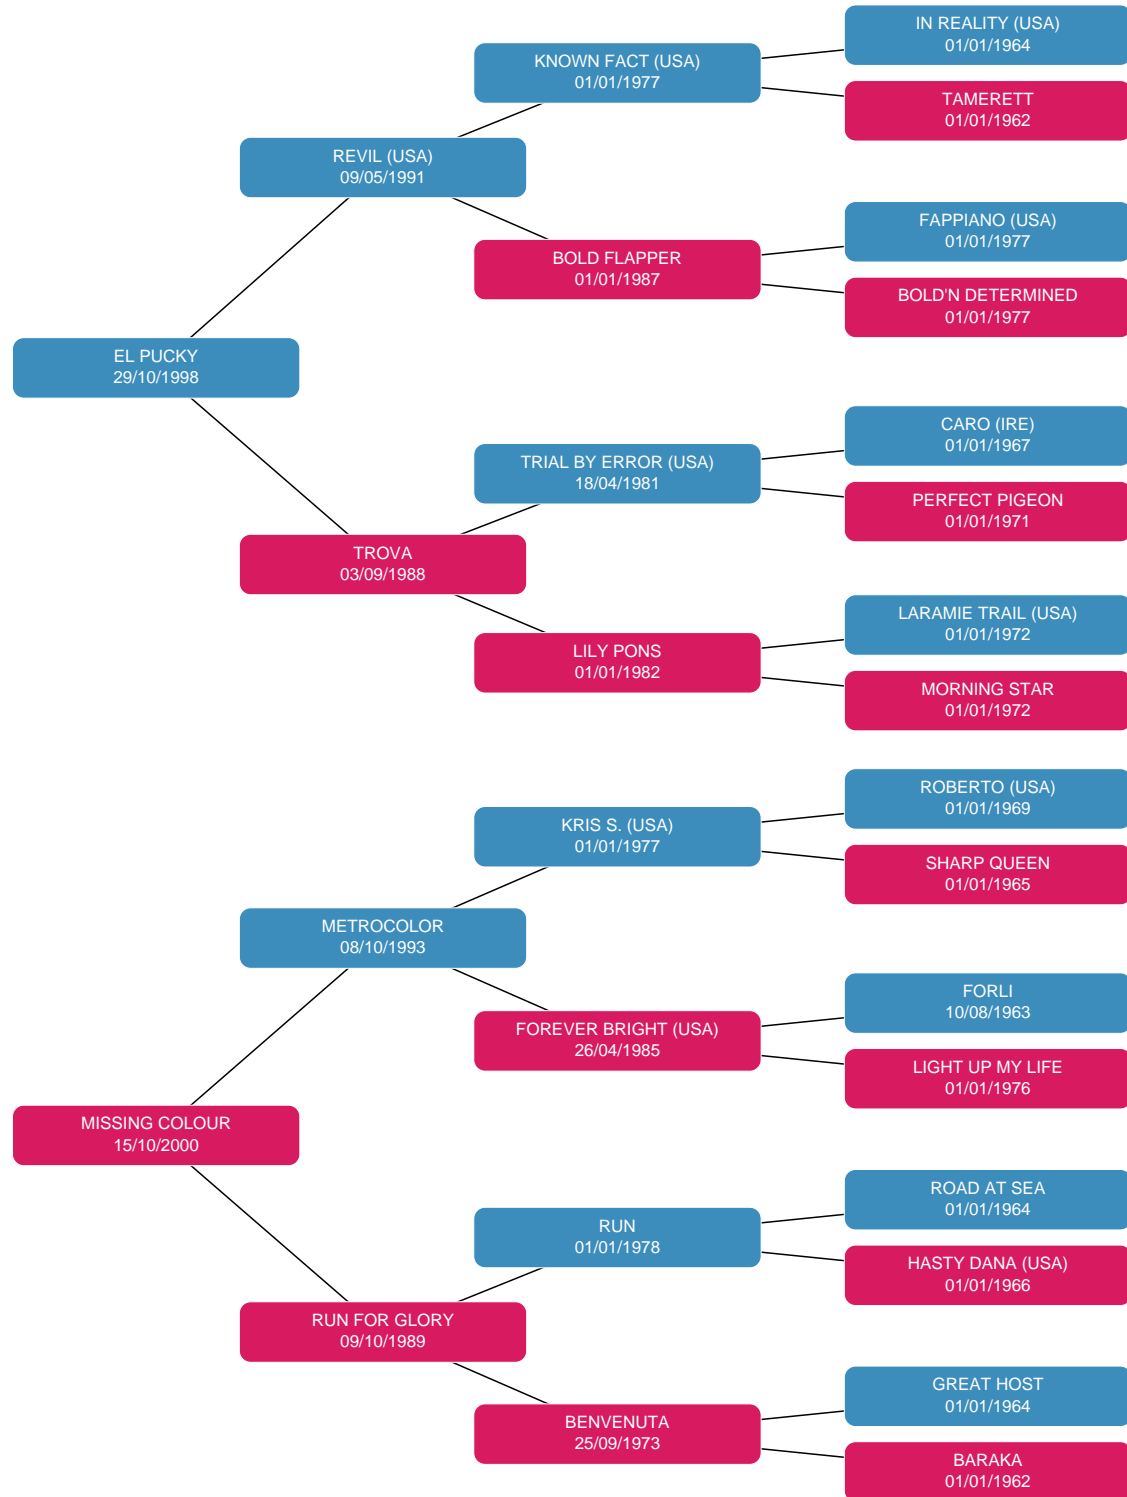 IN REALITY (USA)
01/01/1964
KNOWN FACT (USA)
01/01/1977
TAMERETT
01/01/1962
REVIL (USA)
09/05/1991
FAPPIANO (USA)
01/01/1977
BOLD FLAPPER
01/01/1987
BOLD'N DETERMINED
01/01/1977
EL PUCKY
29/10/1998
CARO (IRE)
01/01/1967
TRIAL BY ERROR (USA)
18/04/1981
PERFECT PIGEON
01/01/1971
TROVA
03/09/1988
LARAMIE TRAIL (USA)
01/01/1972
LILY PONS
01/01/1982
MORNING STAR
01/01/1972
ROBERTO (USA)
01/01/1969
KRIS S. (USA)
01/01/1977
SHARP QUEEN
01/01/1965
METROCOLOR
08/10/1993
FORLI
10/08/1963
FOREVER BRIGHT (USA)
26/04/1985
LIGHT UP MY LIFE
01/01/1976
MISSING COLOUR
15/10/2000
ROAD AT SEA
01/01/1964
RUN
01/01/1978
HASTY DANA (USA)
01/01/1966
RUN FOR GLORY
09/10/1989
GREAT HOST
01/01/1964
BENVENUTA
25/09/1973
BARAKA
01/01/1962